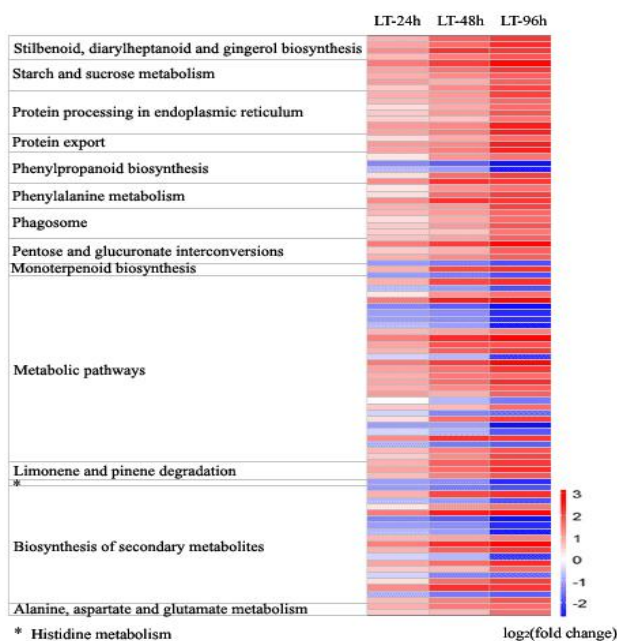 LT-24h LT-48h LT-96h
Stilbenoid, diarylheptanoid and gingerol biosynthesis
Starch and sucrose metabolism
Protein processing in endoplasmic reticulum
Protein export
Phenylpropanoid biosynthesis
Phenylalanine metabolism
Phagosome
Pentose and glucuronate interconversions
Monoterpenoid biosynthesis
Metabolic pathways
Limonene and pinene degradation
*
Biosynthesis of secondary metabolites
Alanine, aspartate and glutamate metabolism
* Histidine metabolism
3
2
1
0
-1
-2
log₂(fold change)